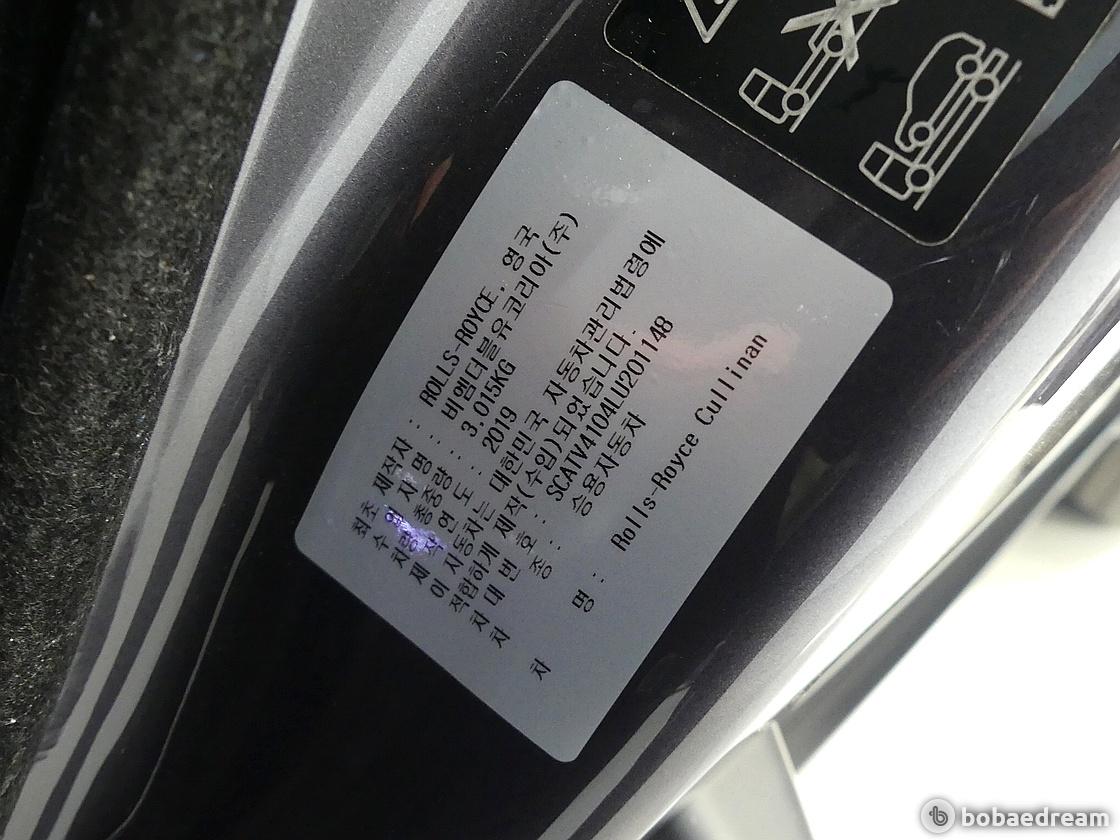 최초 제작자 : ROLLS-ROYCE, 영국
수입자명 : 비엠더블유코리아(주)
차량총중량 : 3.015KG
제작연도 : 2019
이 자동차는 대한민국 자동차관리법령에
적합하게 제작(수입)되었습니다.
차대번호 : SCATV4104LU201148
차종 : 승용자동차
차명 : Rolls-Royce Cullinan
bobaedream